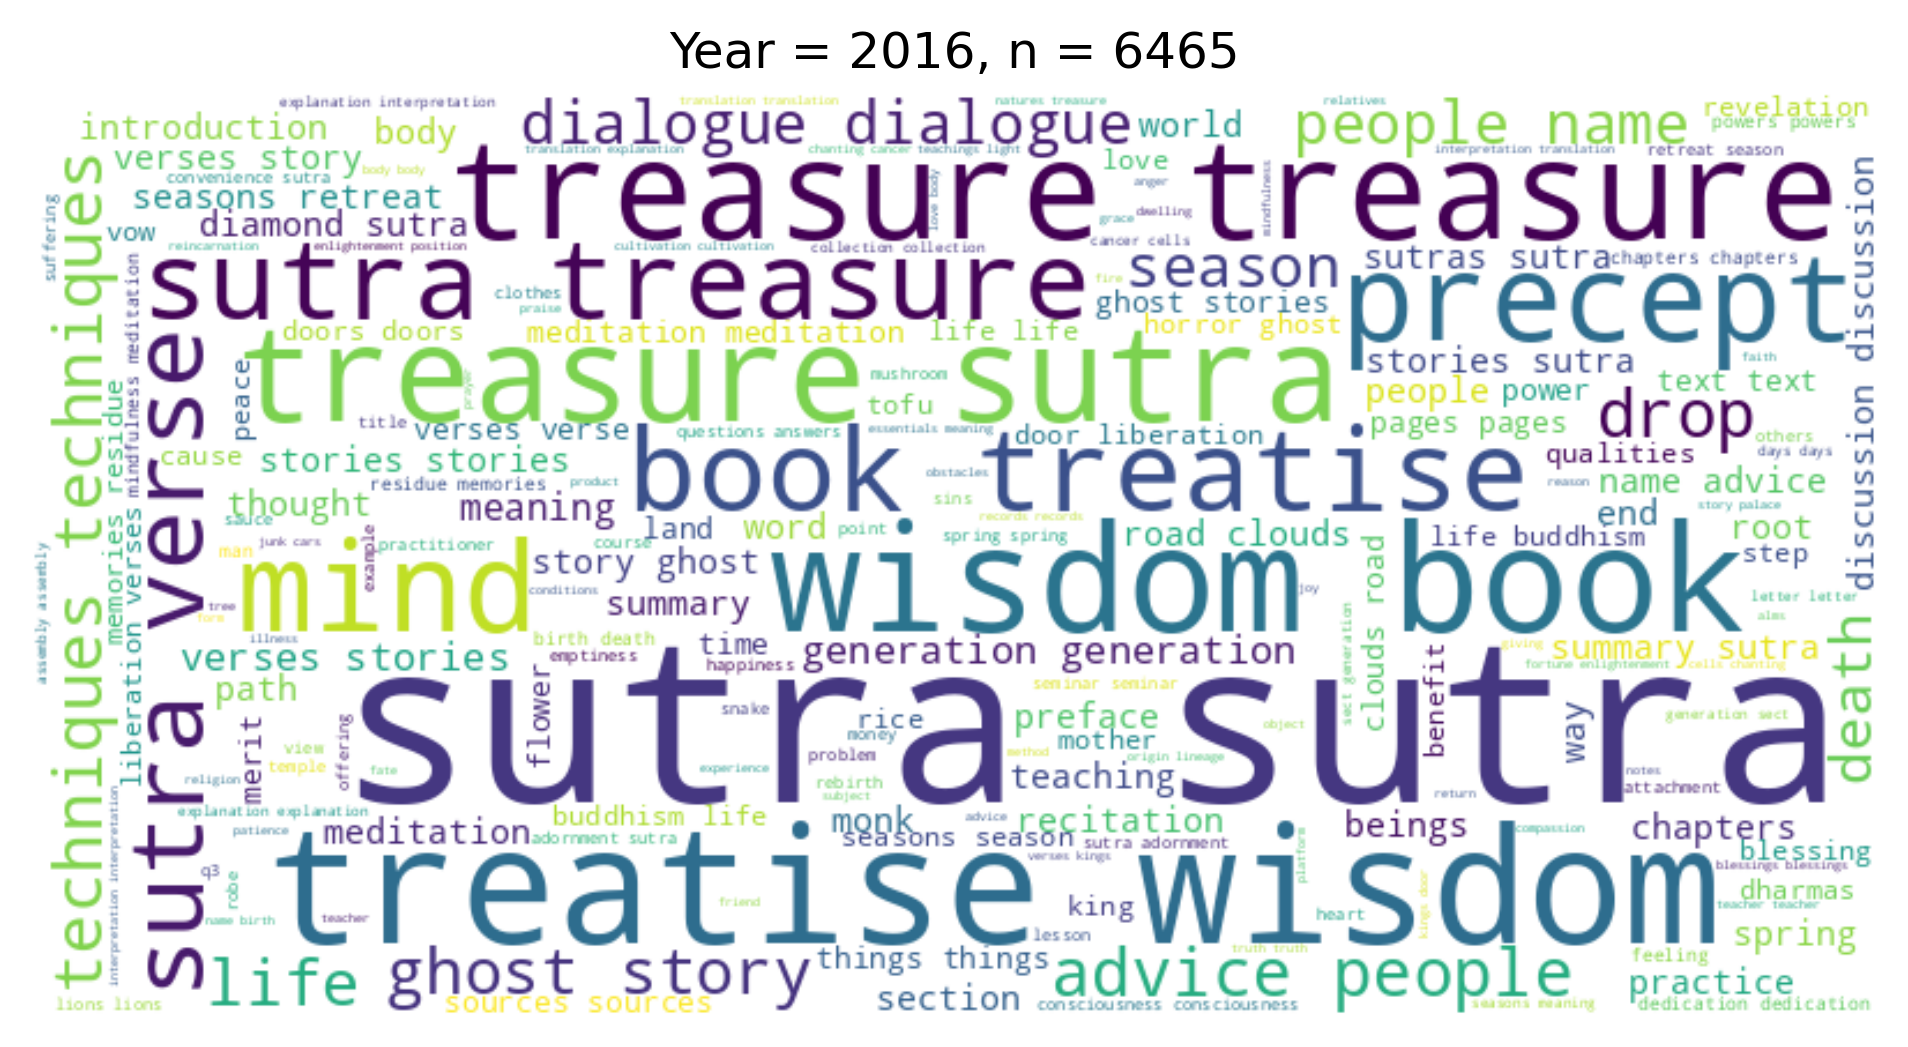 Year = 2016, n = 6465
explanation interpretation
translation translation
natures treasure
relatives
revelation
introduction
body
dialogue dialogue
world
people name
powers powers
verses story
translation explanation
chanting cancer
teachings light
love
interpretation translation
retreat season
convenience sutra
body body
treasure treasure
anger
seasons retreat
love body
mindfulness
suffering
vow
diamond sutra
grace
dwelling
reincarnation
enlightenment position
cultivation cultivation
collection collection
cancer cells
sutra treasure
season
sutras sutra
chapters chapters
discussion discussion
techniques techniques
mindfulness meditation
clothes
praise
fire
ghost stories
precept
doors doors
meditation meditation
life life
horror ghost
treasure sutra
stories sutra
faith
peace
prayer
mushroom
tofu
people
power
text text
drop
title
verses verse
questions answers
essentials meaning
door liberation
pages pages
others
days days
cause
stories stories
book treatise
qualities
residue memories
product
obstacles
reason
name advice
memories residue
thought
meaning
sins
story palace
sauce
land
word
point
records records
end
root
man
junk cars
example
practitioner
course
spring spring
road clouds
life buddhism
step
mind
story ghost
wisdom
book
assembly assembly
conditions
joy
letter letter
tree
form
summary
alms
sutra verse
liberation verses
illness
birth death
time
clouds road
death
verses stories
emptiness
happiness
generation generation
sect generation
benefit
giving
summary sutra
fortune enlightenment
cells chanting
path
flower
seminar seminar
sutra sutra
merit
offering
snake
rice
money
preface
object
way
generation sect
view
temple
problem
mother
method
origin lineage
religion
fate
experience
rebirth
subject
teaching
notes
return
attachment
explanation explanation
buddhism life
monk
advice
recitation
beings
compassion
chapters
patience
meditation
adornment sutra
seasons season
sutra adornment
blessing
interpretation interpretation
verses kings
platform
blessings blessings
q3
robe
treatise wisdom
kings door
dharmas
name birth
teacher
friend
king
heart
teacher teacher
lesson
spring
life
ghost story
things things
truth truth
advice people
feeling
practice
lions lions
sources sources
section
consciousness consciousness
seasons meaning
dedication dedication